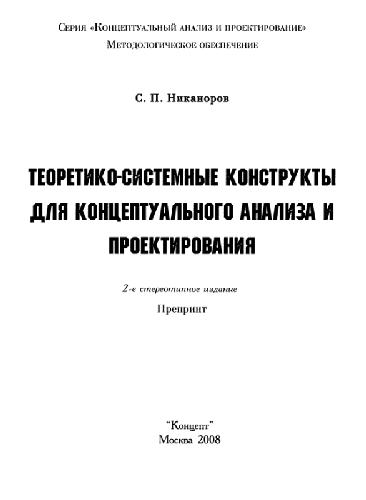 Серия «Концептуальный анализ и проектирование»
Методологическое обеспечение
С. П. Никаноров
ТЕОРЕТИКО-СИСТЕМНЫЕ КОНСТРУКТЫ
ДЛЯ КОНЦЕПТУАЛЬНОГО АНАЛИЗА И
ПРОЕКТИРОВАНИЯ
2-е стереотипное издание
Препринт
"Концепт"
Москва 2008